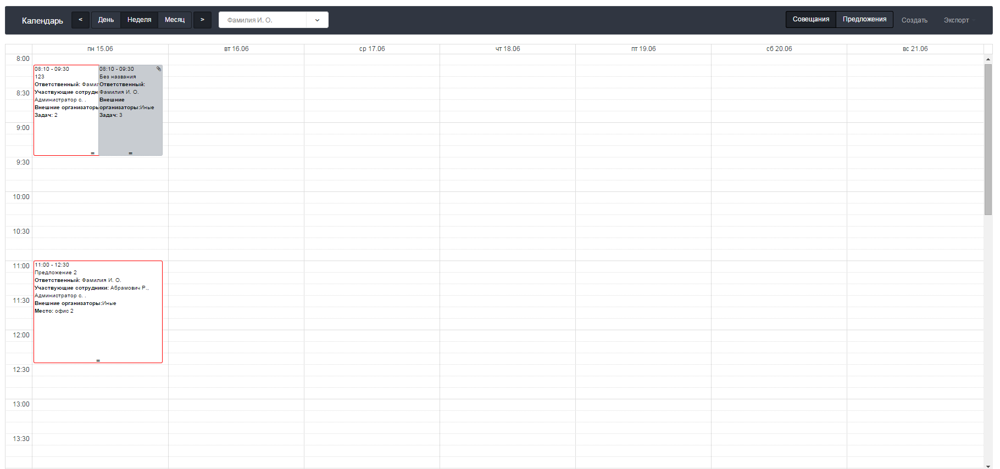 Календарь < День Неделя Месяц > Фамилия И. О. Совещания Предложения Создать Экспорт
пн 15.06 вт 16.06 ср 17.06 чт 18.06 пт 19.06 сб 20.06 вс 21.06
8:00
08:10 - 09:30
123
Ответственный: Фамил
Участвующие сотрудн
Администратор с. .
Внешние организаторы
Задач: 2
=
08:10 - 09:30
Без названия
Ответственный:
Фамилия И. О.
Внешние
организаторы:Иные
Задач: 3
=
8:30
9:00
9:30
10:00
10:30
11:00
11:00 - 12:30
Предложение 2
Ответственный: Фамилия И. О.
Участвующие сотрудники: Абрамович Р.,
Администратор с. .
Внешние организаторы:Иные
Место: офис 2
=
11:30
12:00
12:30
13:00
13:30